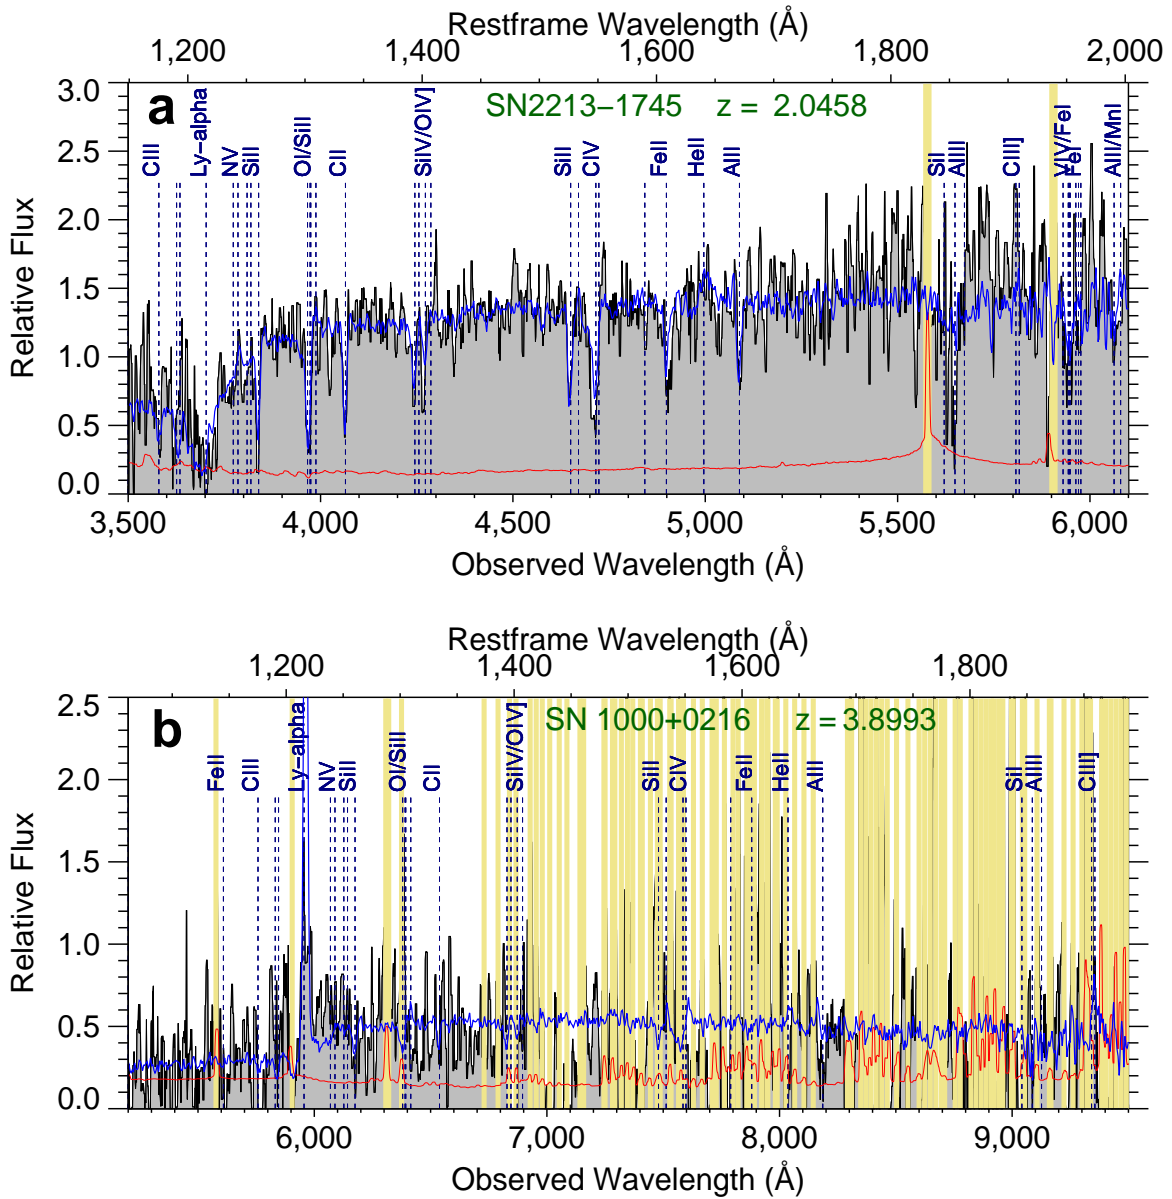 Restframe Wavelength (Å)
1,200 1,400 1,600 1,800 2,000
a
SN2213−1745 z = 2.0458
CIII Ly−alpha NV SiII OI/SiII CII SiIV/OIV] SiII CIV FeII HeII AlII SiI AlIII CIII] VIV/FeI FeI AlII/MnI
Relative Flux
3.0
2.5
2.0
1.5
1.0
0.5
0.0
3,500 4,000 4,500 5,000 5,500 6,000
Observed Wavelength (Å)
Restframe Wavelength (Å)
1,200 1,400 1,600 1,800
b
SN 1000+0216 z = 3.8993
FeII CIII Ly−alpha NV SiII OI/SiII CII SiIV/OIV] SiII CIV FeII HeII AlII SiI AlIII CIII]
Relative Flux
2.5
2.0
1.5
1.0
0.5
0.0
6,000 7,000 8,000 9,000
Observed Wavelength (Å)